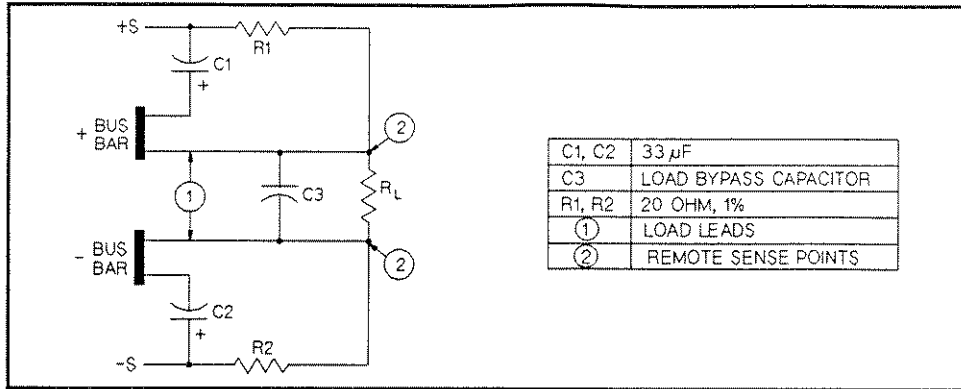 +S
R1
C1
+
+ BUS BAR
2
1
C3
R_L
- BUS BAR
2
C2
+
-S
R2
C1, C2 33 µF
C3 LOAD BYPASS CAPACITOR
R1, R2 20 OHM, 1%
1 LOAD LEADS
2 REMOTE SENSE POINTS